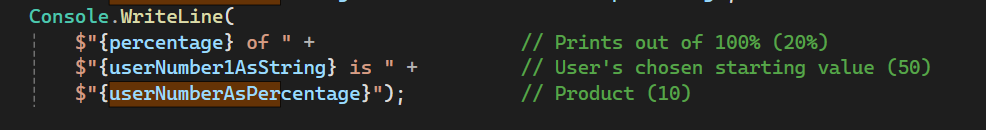 Console.WriteLine(
$"{percentage} of " + // Prints out of 100% (20%)
$"{userNumber1AsString} is " + // User's chosen starting value (50)
$"{userNumberAsPercentage}"); // Product (10)